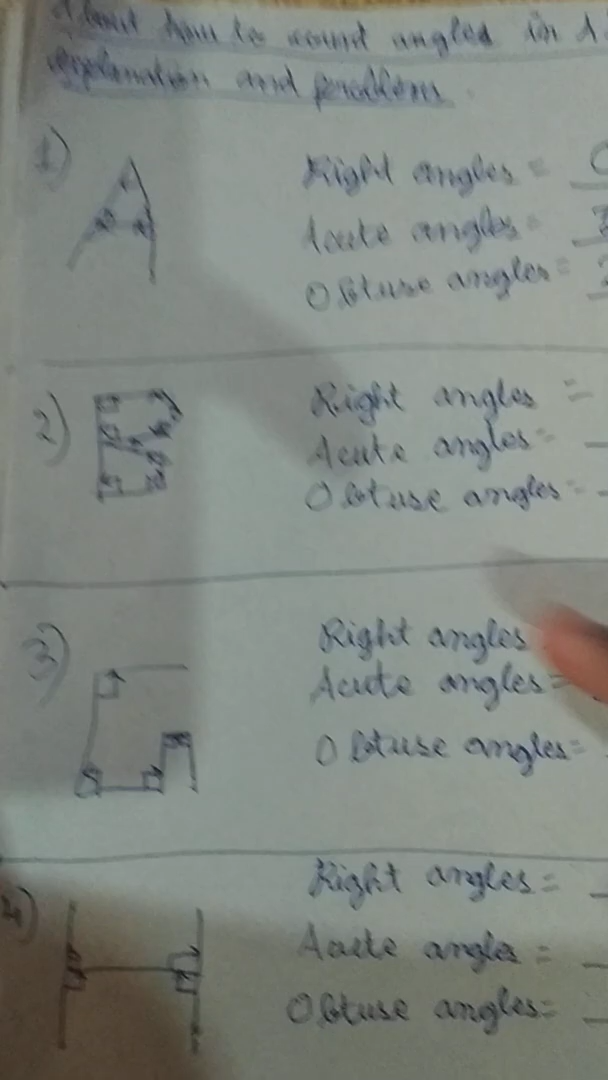 how to count angles in
explanation and problem.
1)
Right angles =
Acute angles =
Obtuse angles =
2)
Right angles =
Acute angles =
Obtuse angles =
3)
Right angles
Acute angles =
Obtuse angles =
4)
Right angles =
Acute angles =
Obtuse angles =